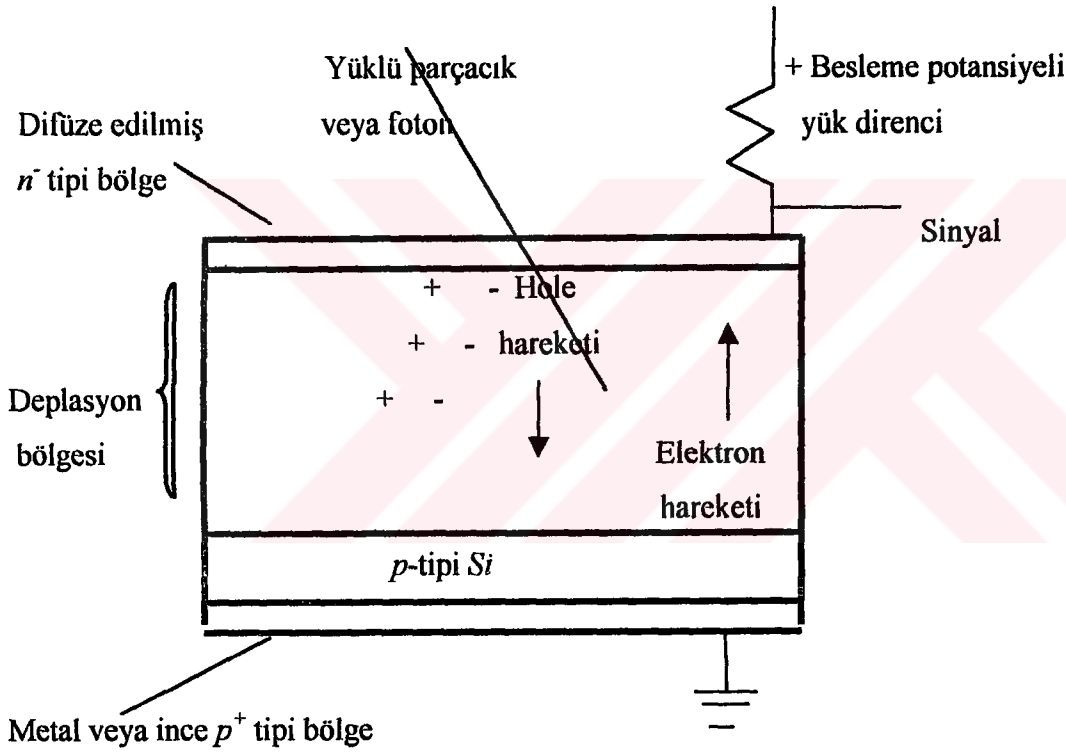 Yüklü parçacık
veya foton
+ Besleme potansiyeli
yük direnci
Difüze edilmiş
n⁻ tipi bölge
Sinyal
+ - Hole
+ - hareketi
+ -
Deplasyon
bölgesi
Elektron
hareketi
p-tipi Si
Metal veya ince p⁺ tipi bölge